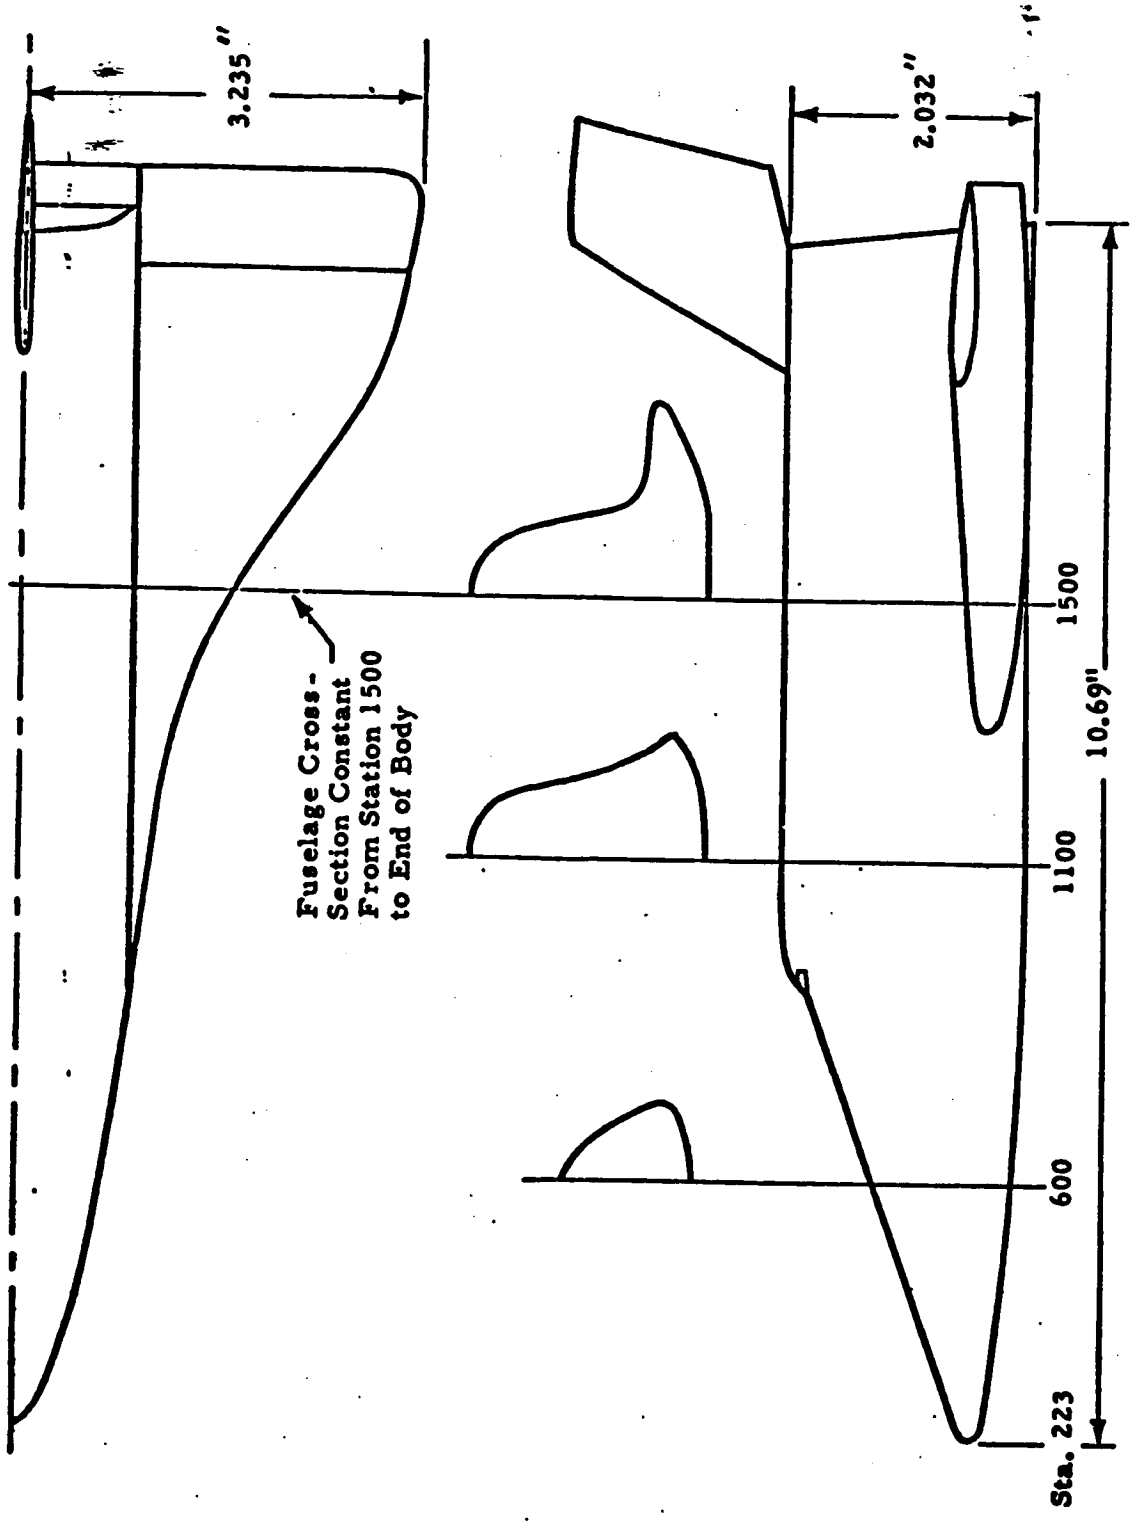 3.235"
Fuselage Cross-
Section Constant
From Station 1500
to End of Body
2.032"
Sta. 223
600
1100
1500
10.69"